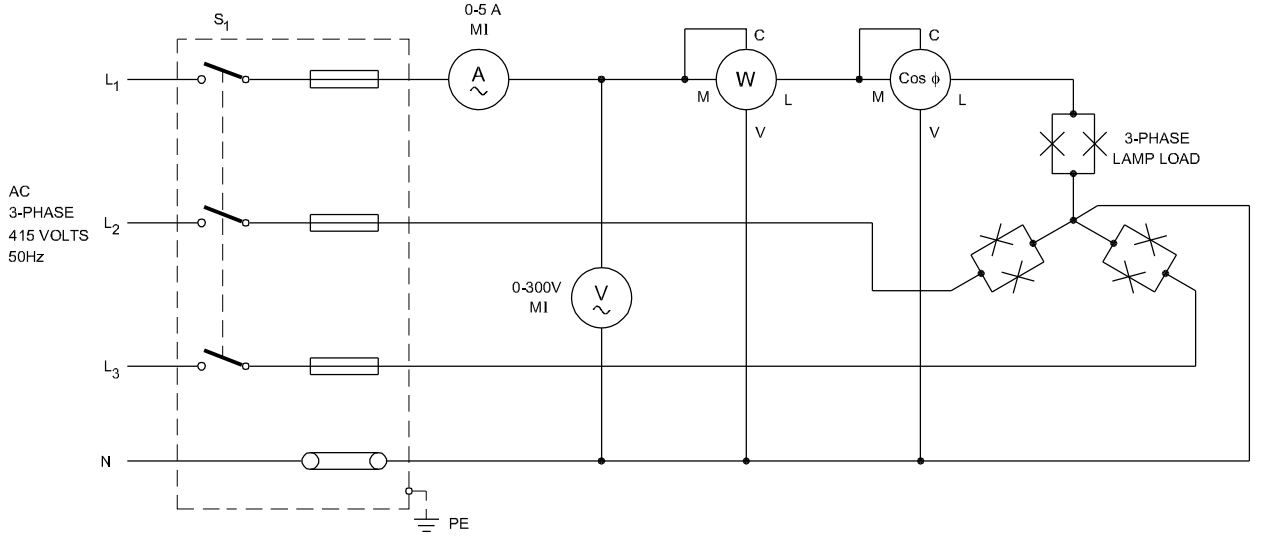 S1
0-5 A
MI
L1
A
C
W
M
L
V
C
Cos ϕ
M
L
V
3-PHASE
LAMP LOAD
AC
3-PHASE
415 VOLTS
50Hz
L2
0-300V
MI
V
L3
N
PE